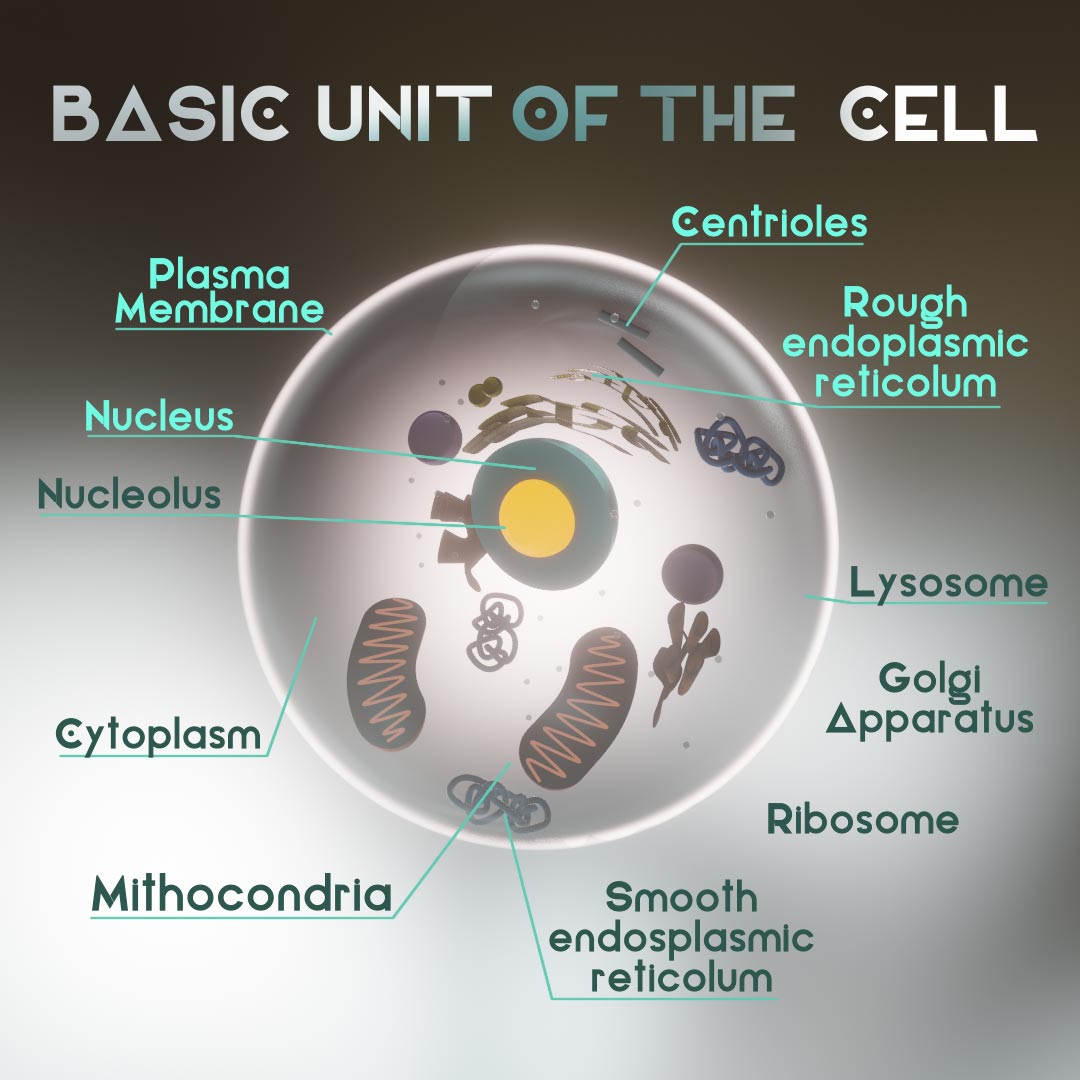 BASIC UNIT OF THE CELL
Centrioles
Plasma
Membrane
Rough
endoplasmic
reticolum
Nucleus
Nucleolus
Lysosome
Golgi
Apparatus
Cytoplasm
Ribosome
Mithocondria
Smooth
endosplasmic
reticolum